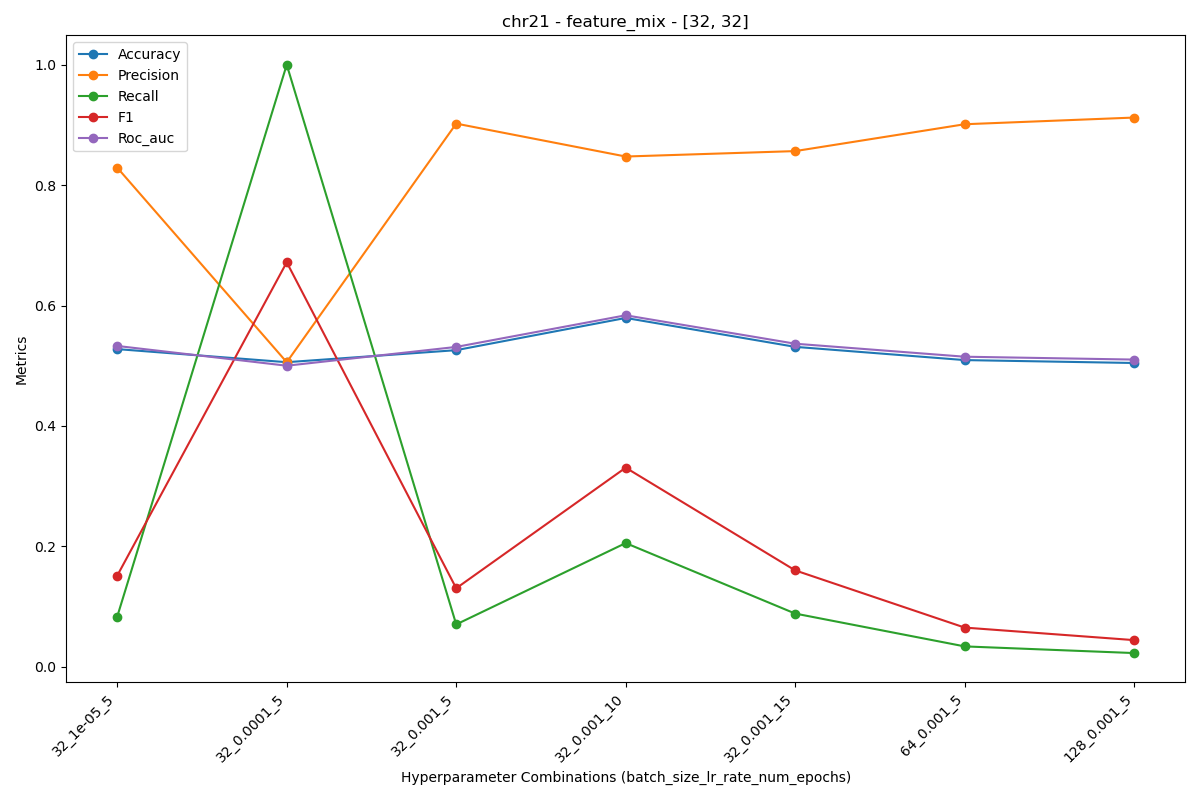 chr21 - feature_mix - [32, 32]
Accuracy
Precision
Recall
F1
Roc_auc
Metrics
1.0
0.8
0.6
0.4
0.2
0.0
32_1e-05_5
32_0.0001_5
32_0.001_5
32_0.001_10
32_0.001_15
64_0.001_5
128_0.001_5
Hyperparameter Combinations (batch_size_lr_rate_num_epochs)